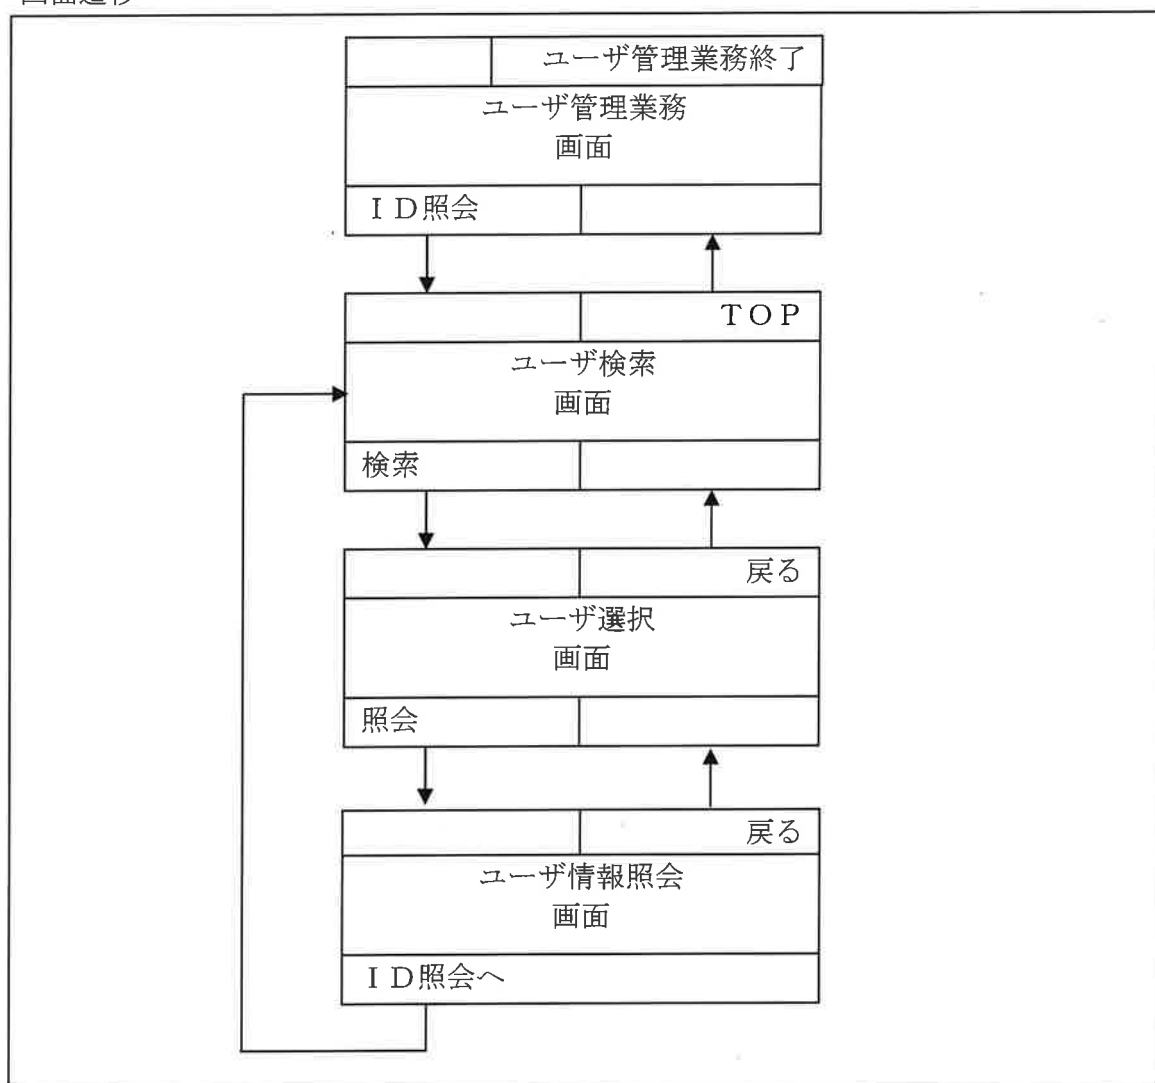 ユーザ管理業務終了
ユーザ管理業務
画面
ＩＤ照会
ＴＯＰ
ユーザ検索
画面
検索
戻る
ユーザ選択
画面
照会
戻る
ユーザ情報照会
画面
ＩＤ照会へ